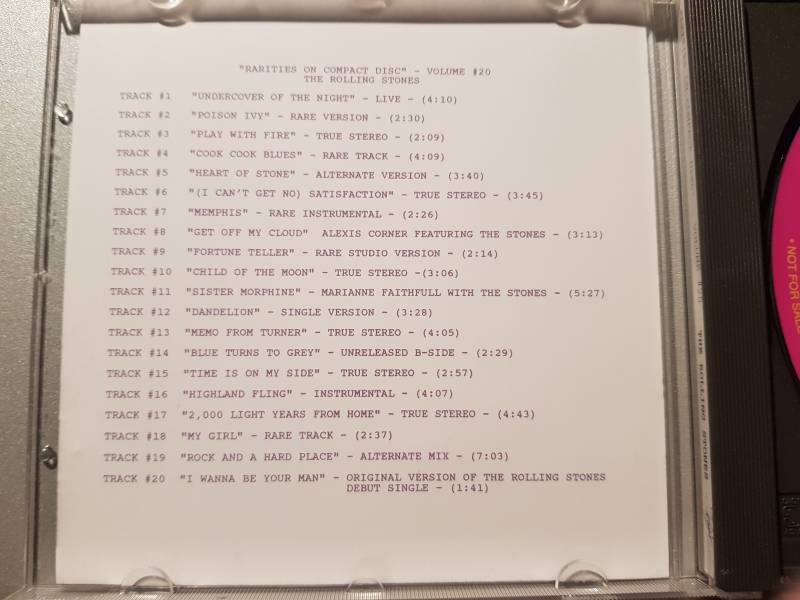 "RARITIES ON COMPACT DISC" - VOLUME #20
THE ROLLING STONES
TRACK #1 "UNDERCOVER OF THE NIGHT" - LIVE - (4:10)
TRACK #2 "POISON IVY" - RARE VERSION - (2:30)
TRACK #3 "PLAY WITH FIRE" - TRUE STEREO - (2:09)
TRACK #4 "COOK COOK BLUES" - RARE TRACK - (4:09)
TRACK #5 "HEART OF STONE" - ALTERNATE VERSION - (3:40)
TRACK #6 "(I CAN'T GET NO) SATISFACTION" - TRUE STEREO - (3:45)
TRACK #7 "MEMPHIS" - RARE INSTRUMENTAL - (2:26)
TRACK #8 "GET OFF MY CLOUD" ALEXIS CORNER FEATURING THE STONES - (3:13)
TRACK #9 "FORTUNE TELLER" - RARE STUDIO VERSION - (2:14)
TRACK #10 "CHILD OF THE MOON" - TRUE STEREO -(3:06)
TRACK #11 "SISTER MORPHINE" - MARIANNE FAITHFULL WITH THE STONES - (5:27)
TRACK #12 "DANDELION" - SINGLE VERSION - (3:28)
TRACK #13 "MEMO FROM TURNER" - TRUE STEREO - (4:05)
TRACK #14 "BLUE TURNS TO GREY" - UNRELEASED B-SIDE - (2:29)
TRACK #15 "TIME IS ON MY SIDE" - TRUE STEREO - (2:57)
TRACK #16 "HIGHLAND FLING" - INSTRUMENTAL - (4:07)
TRACK #17 "2,000 LIGHT YEARS FROM HOME" - TRUE STEREO - (4:43)
TRACK #18 "MY GIRL" - RARE TRACK - (2:37)
TRACK #19 "ROCK AND A HARD PLACE" - ALTERNATE MIX - (7:03)
TRACK #20 "I WANNA BE YOUR MAN" - ORIGINAL VERSION OF THE ROLLING STONES
DEBUT SINGLE - (1:41)
THE ROLLING STONES
• NOT FOR SALE